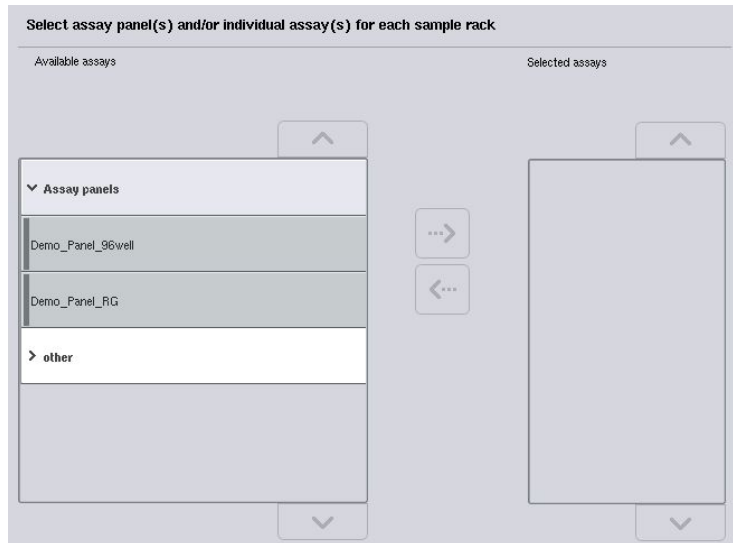 Select assay panel(s) and/or individual assay(s) for each sample rack
Available assays
Selected assays
Assay panels
Demo_Panel_96well
Demo_Panel_RG
other